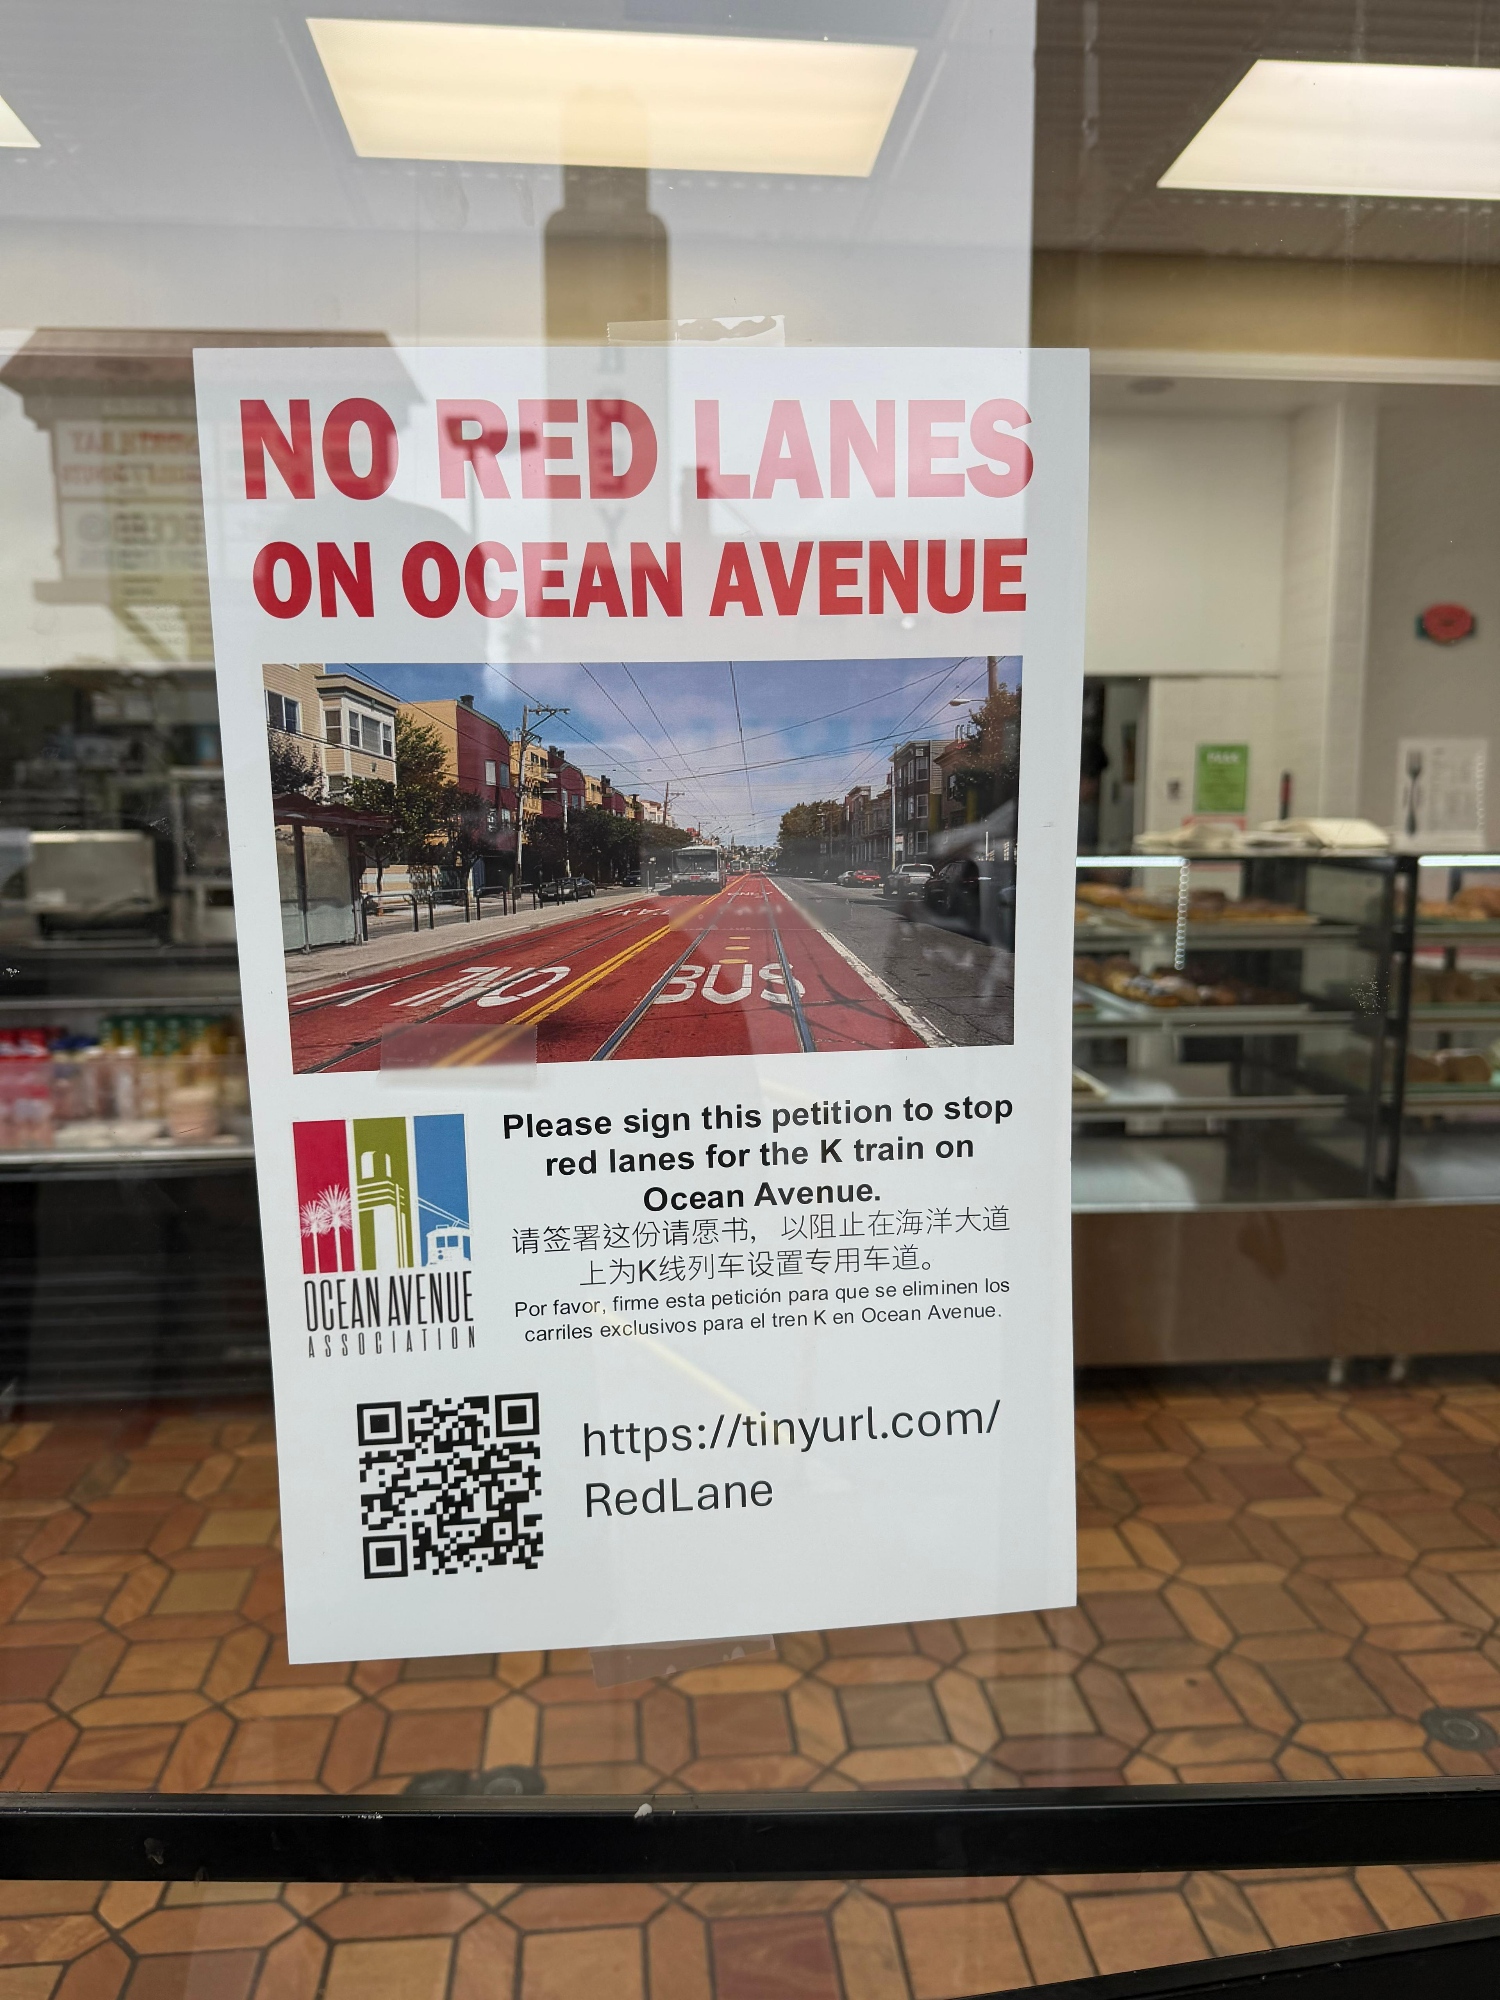 NO RED LANES
ON OCEAN AVENUE
BUS
Please sign this petition to stop
red lanes for the K train on
Ocean Avenue.
请签署这份请愿书，以阻止在海洋大道
上为K线列车设置专用车道。
Por favor, firme esta petición para que se eliminen los
carriles exclusivos para el tren K en Ocean Avenue.
OCEAN AVENUE
ASSOCIATION
https://tinyurl.com/
RedLane